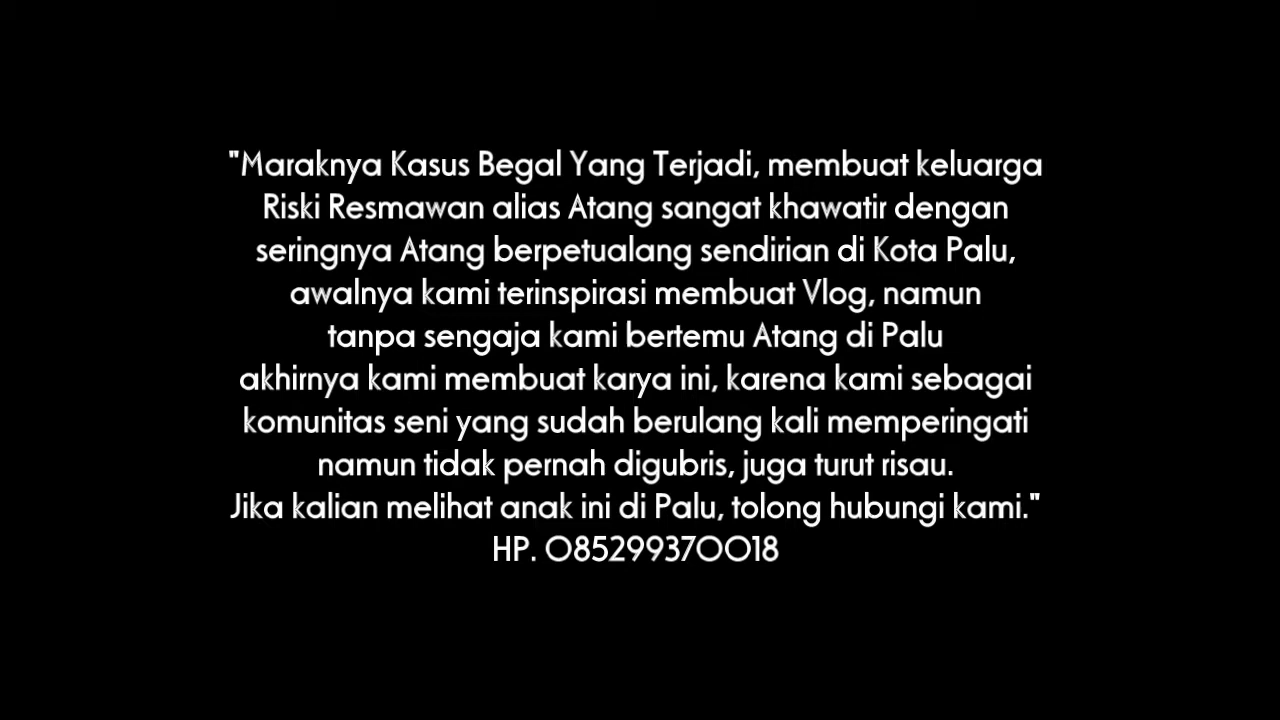 "Maraknya Kasus Begal Yang Terjadi, membuat keluarga
Riski Resmawan alias Atang sangat khawatir dengan
seringnya Atang berpetualang sendirian di Kota Palu,
awalnya kami terinspirasi membuat Vlog, namun
tanpa sengaja kami bertemu Atang di Palu
akhirnya kami membuat karya ini, karena kami sebagai
komunitas seni yang sudah berulang kali memperingati
namun tidak pernah digubris, juga turut risau.
Jika kalian melihat anak ini di Palu, tolong hubungi kami."
HP. 085299370018